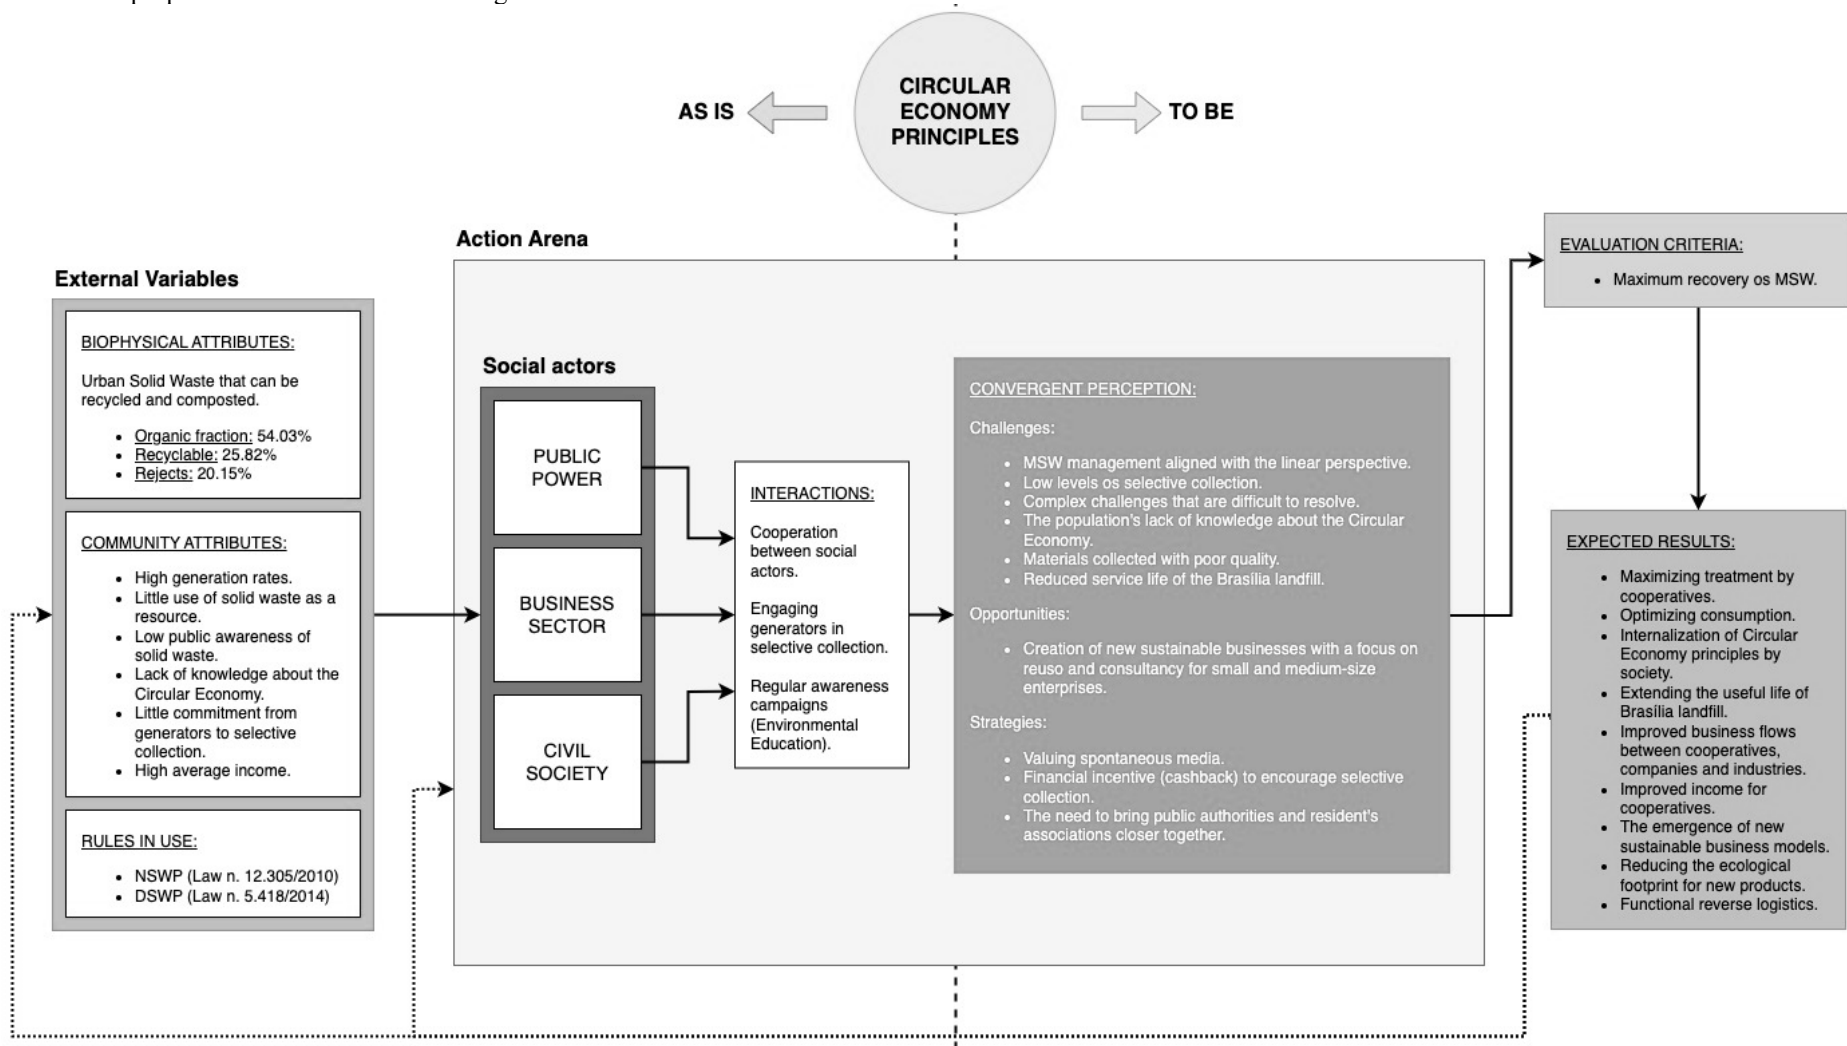 CIRCULAR
ECONOMY
PRINCIPLES
AS IS
TO BE
Action Arena
External Variables
BIOPHYSICAL ATTRIBUTES:
Urban Solid Waste that can be
recycled and composted.
• Organic fraction: 54.03%
• Recyclable: 25.82%
• Rejects: 20.15%
COMMUNITY ATTRIBUTES:
• High generation rates.
• Little use of solid waste as a
resource.
• Low public awareness of
solid waste.
• Lack of knowledge about the
Circular Economy.
• Little commitment from
generators to selective
collection.
• High average income.
RULES IN USE:
• NSWP (Law n. 12.305/2010)
• DSWP (Law n. 5.418/2014)
Social actors
PUBLIC
POWER
BUSINESS
SECTOR
CIVIL
SOCIETY
INTERACTIONS:
Cooperation
between social
actors.
Engaging
generators in
selective collection.
Regular awareness
campaigns
(Environmental
Education).
CONVERGENT PERCEPTION:
Challenges:
• MSW management aligned with the linear perspective.
• Low levels os selective collection.
• Complex challenges that are difficult to resolve.
• The population's lack of knowledge about the Circular
Economy.
• Materials collected with poor quality.
• Reduced service life of the Brasília landfill.
Opportunities:
• Creation of new sustainable businesses with a focus on
reuso and consultancy for small and medium-size
enterprises.
Strategies:
• Valuing spontaneous media.
• Financial incentive (cashback) to encourage selective
collection.
• The need to bring public authorities and resident's
associations closer together.
EVALUATION CRITERIA:
• Maximum recovery os MSW.
EXPECTED RESULTS:
• Maximizing treatment by
cooperatives.
• Optimizing consumption.
• Internalization of Circular
Economy principles by
society.
• Extending the useful life of
Brasília landfill.
• Improved business flows
between cooperatives,
companies and industries.
• Improved income for
cooperatives.
• The emergence of new
sustainable business models.
• Reducing the ecological
footprint for new products.
• Functional reverse logistics.